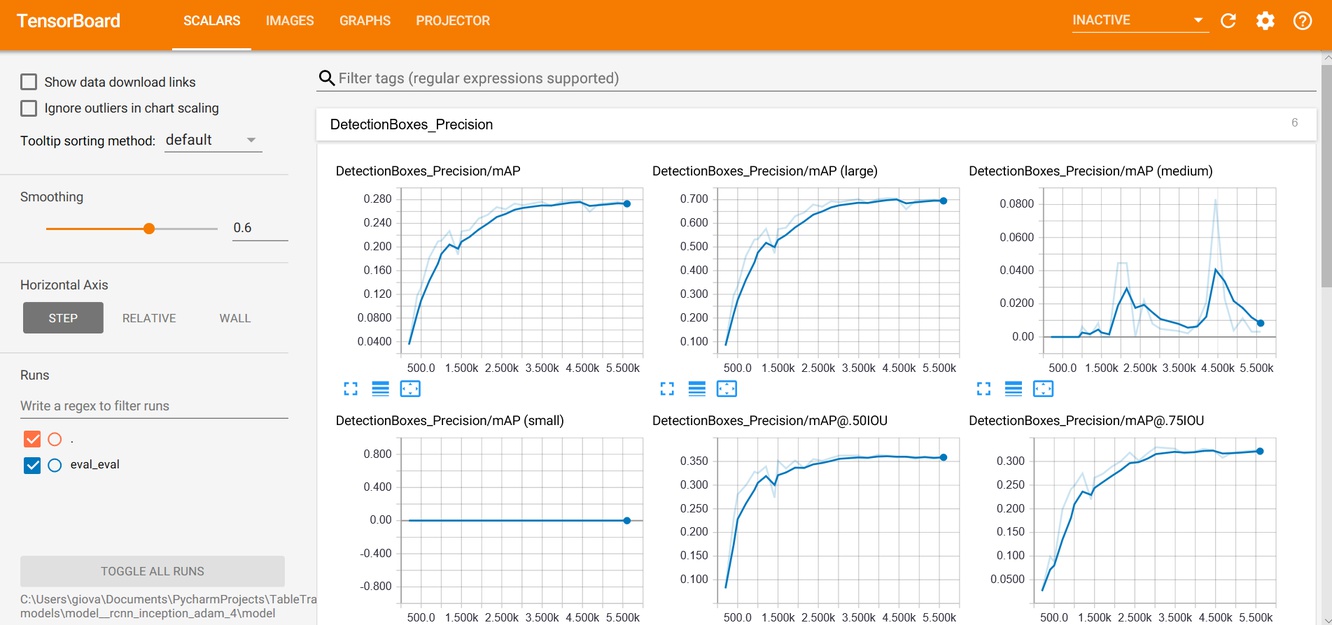 TensorBoard SCALARS IMAGES GRAPHS PROJECTOR INACTIVE
Show data download links
Ignore outliers in chart scaling
Tooltip sorting method: default
Smoothing
0.6
Horizontal Axis
STEP RELATIVE WALL
Runs
Write a regex to filter runs
.
eval_eval
TOGGLE ALL RUNS
C:\Users\giova\Documents\PycharmProjects\TableTra
models\model__rcnn_inception_adam_4\model
Filter tags (regular expressions supported)
DetectionBoxes_Precision 6
DetectionBoxes_Precision/mAP
0.280
0.240
0.200
0.160
0.120
0.0800
0.0400
500.0 1.500k 2.500k 3.500k 4.500k 5.500k
DetectionBoxes_Precision/mAP (large)
0.700
0.600
0.500
0.400
0.300
0.200
0.100
500.0 1.500k 2.500k 3.500k 4.500k 5.500k
DetectionBoxes_Precision/mAP (medium)
0.0800
0.0600
0.0400
0.0200
0.00
500.0 1.500k 2.500k 3.500k 4.500k 5.500k
DetectionBoxes_Precision/mAP (small)
0.800
0.400
0.00
-0.400
-0.800
500.0 1.500k 2.500k 3.500k 4.500k 5.500k
DetectionBoxes_Precision/mAP@.50IOU
0.350
0.300
0.250
0.200
0.150
0.100
500.0 1.500k 2.500k 3.500k 4.500k 5.500k
DetectionBoxes_Precision/mAP@.75IOU
0.300
0.250
0.200
0.150
0.100
0.0500
500.0 1.500k 2.500k 3.500k 4.500k 5.500k